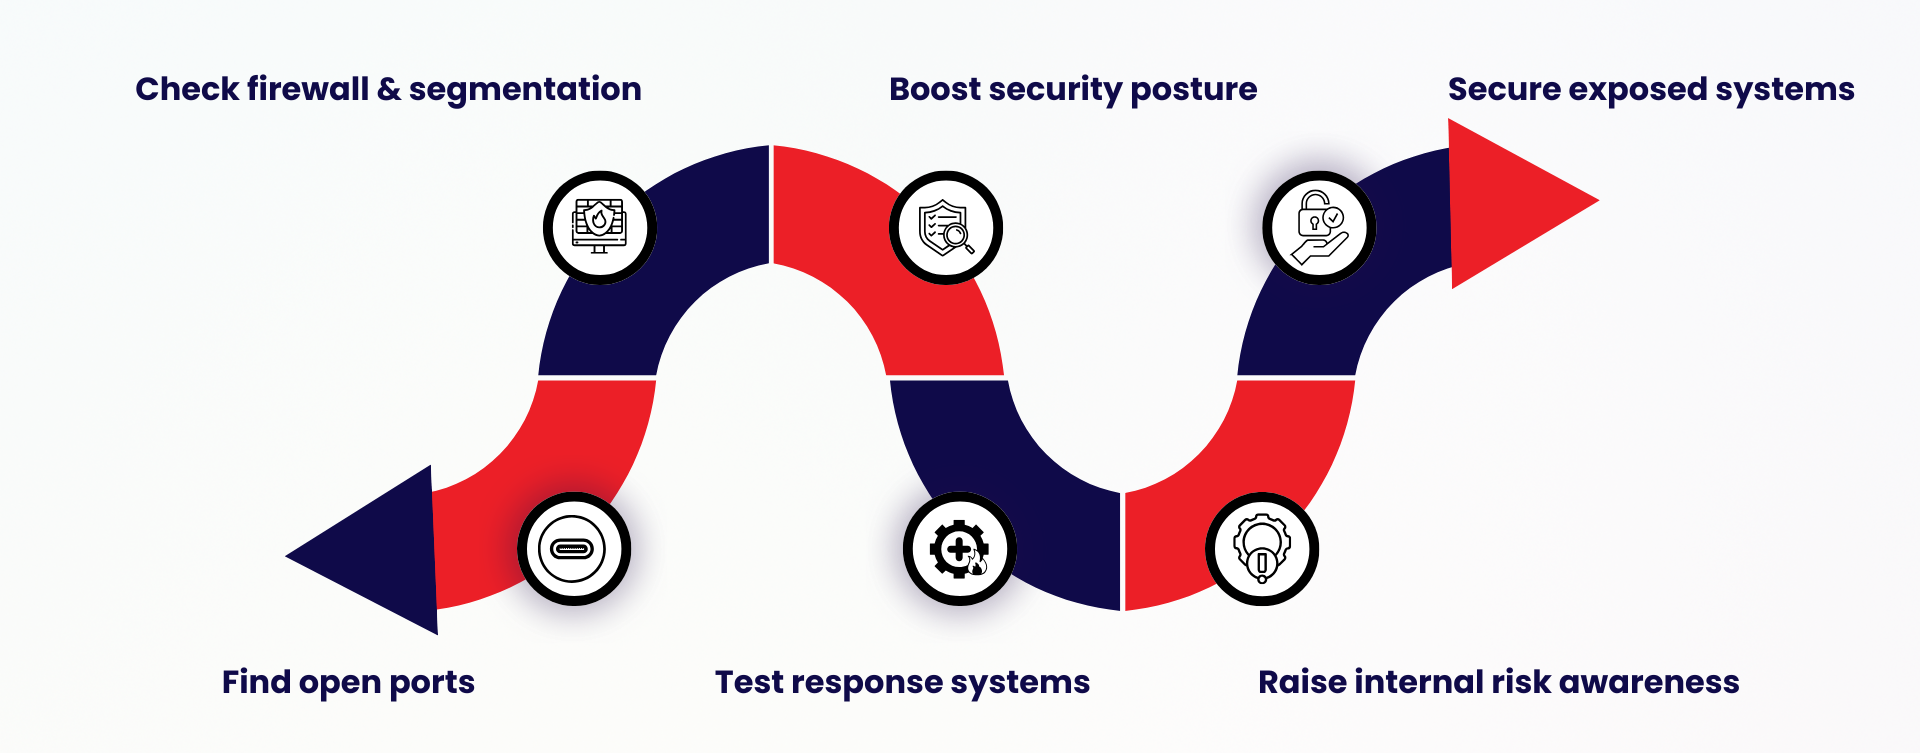 Check firewall & segmentation
Boost security posture
Secure exposed systems
Find open ports
Test response systems
Raise internal risk awareness